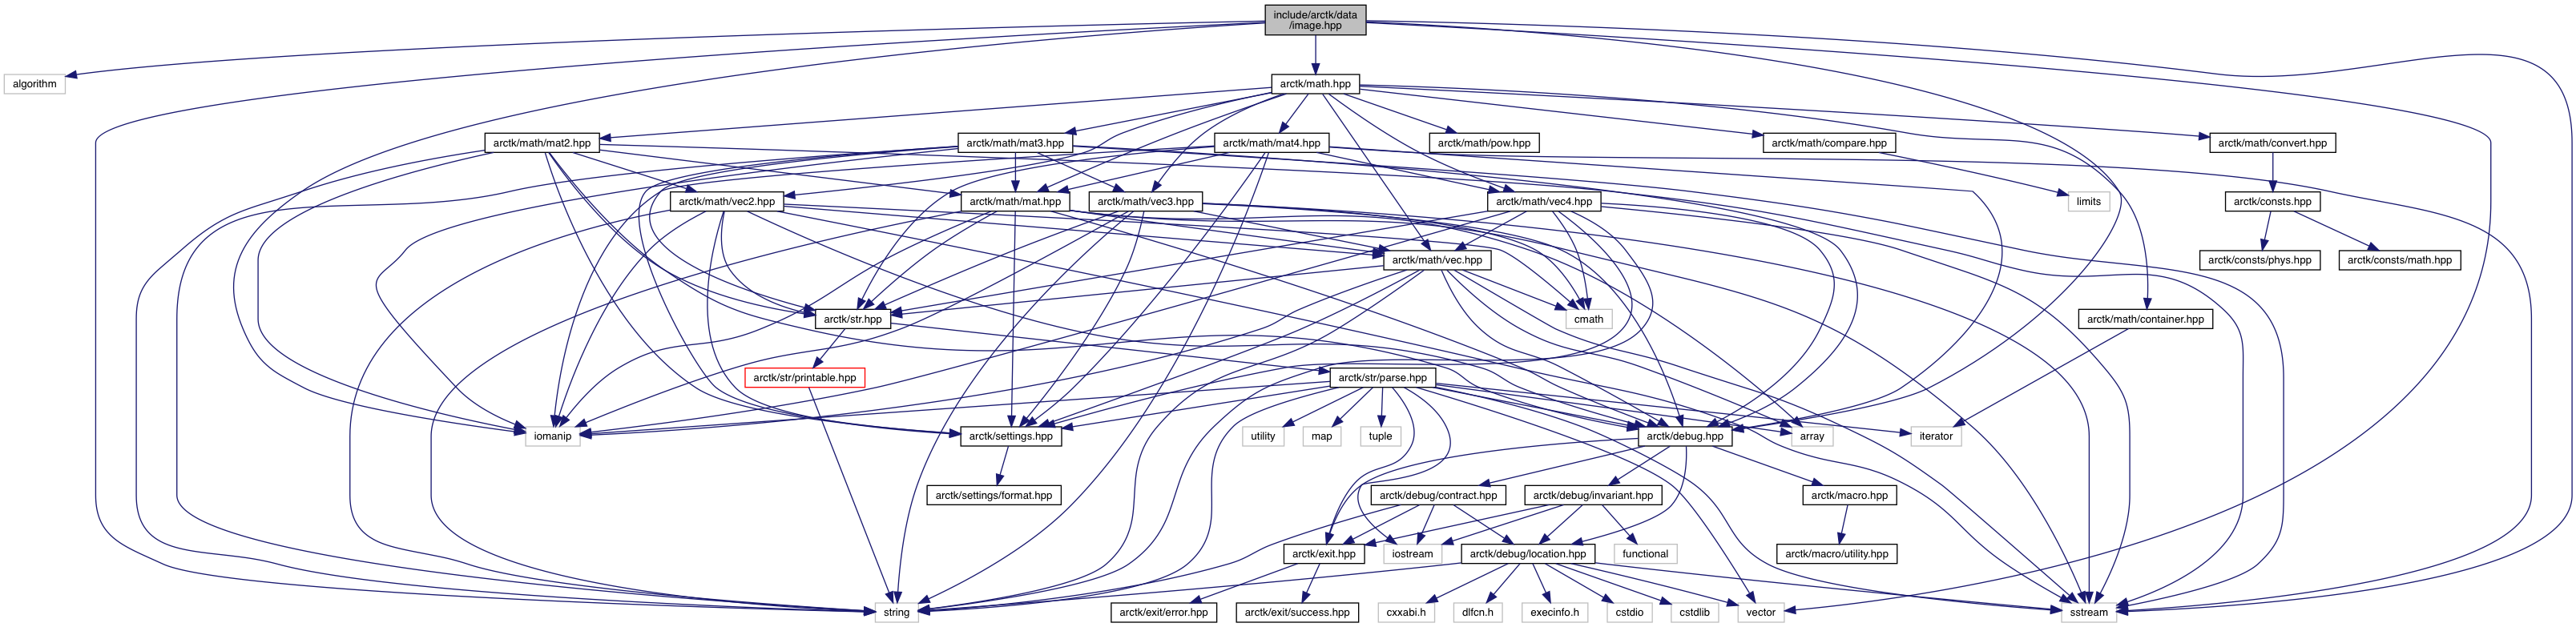 include/arctk/data
/image.hpp
algorithm
arctk/math.hpp
arctk/math/mat2.hpp
arctk/math/mat3.hpp
arctk/math/mat4.hpp
arctk/math/pow.hpp
arctk/math/compare.hpp
arctk/math/convert.hpp
arctk/math/vec2.hpp
arctk/math/mat.hpp
arctk/math/vec3.hpp
arctk/math/vec4.hpp
limits
arctk/consts.hpp
arctk/math/vec.hpp
arctk/consts/phys.hpp
arctk/consts/math.hpp
arctk/str.hpp
cmath
arctk/math/container.hpp
arctk/str/printable.hpp
arctk/str/parse.hpp
iomanip
arctk/settings.hpp
utility
map
tuple
arctk/debug.hpp
array
iterator
arctk/settings/format.hpp
arctk/debug/contract.hpp
arctk/debug/invariant.hpp
arctk/macro.hpp
arctk/exit.hpp
iostream
arctk/debug/location.hpp
functional
arctk/macro/utility.hpp
string
arctk/exit/error.hpp
arctk/exit/success.hpp
cxxabi.h
dlfcn.h
execinfo.h
cstdio
cstdlib
vector
sstream